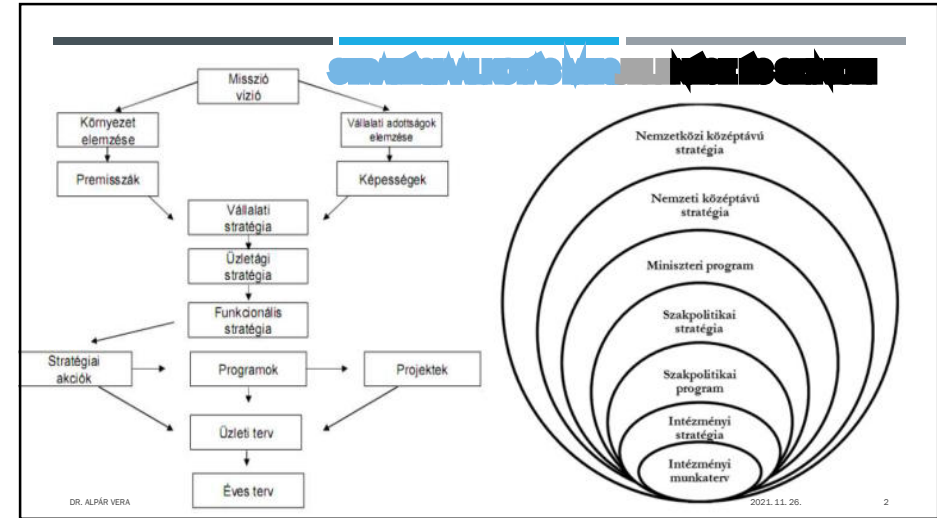 Misszió
vízió
Környezet
elemzése
Vállalati adottságok
elemzése
Premisszák
Képességek
Vállalati
stratégia
Üzletági
stratégia
Funkcionális
stratégia
Stratégiai
akciók
Programok
Projektek
Üzleti terv
Éves terv
Nemzetközi középtávú
stratégia
Nemzeti középtávú
stratégia
Miniszteri program
Szakpolitikai
stratégia
Szakpolitikai
program
Intézményi
stratégia
Intézményi
munkaterv
DR. ALPÁR VERA
2021. 11. 26.
2